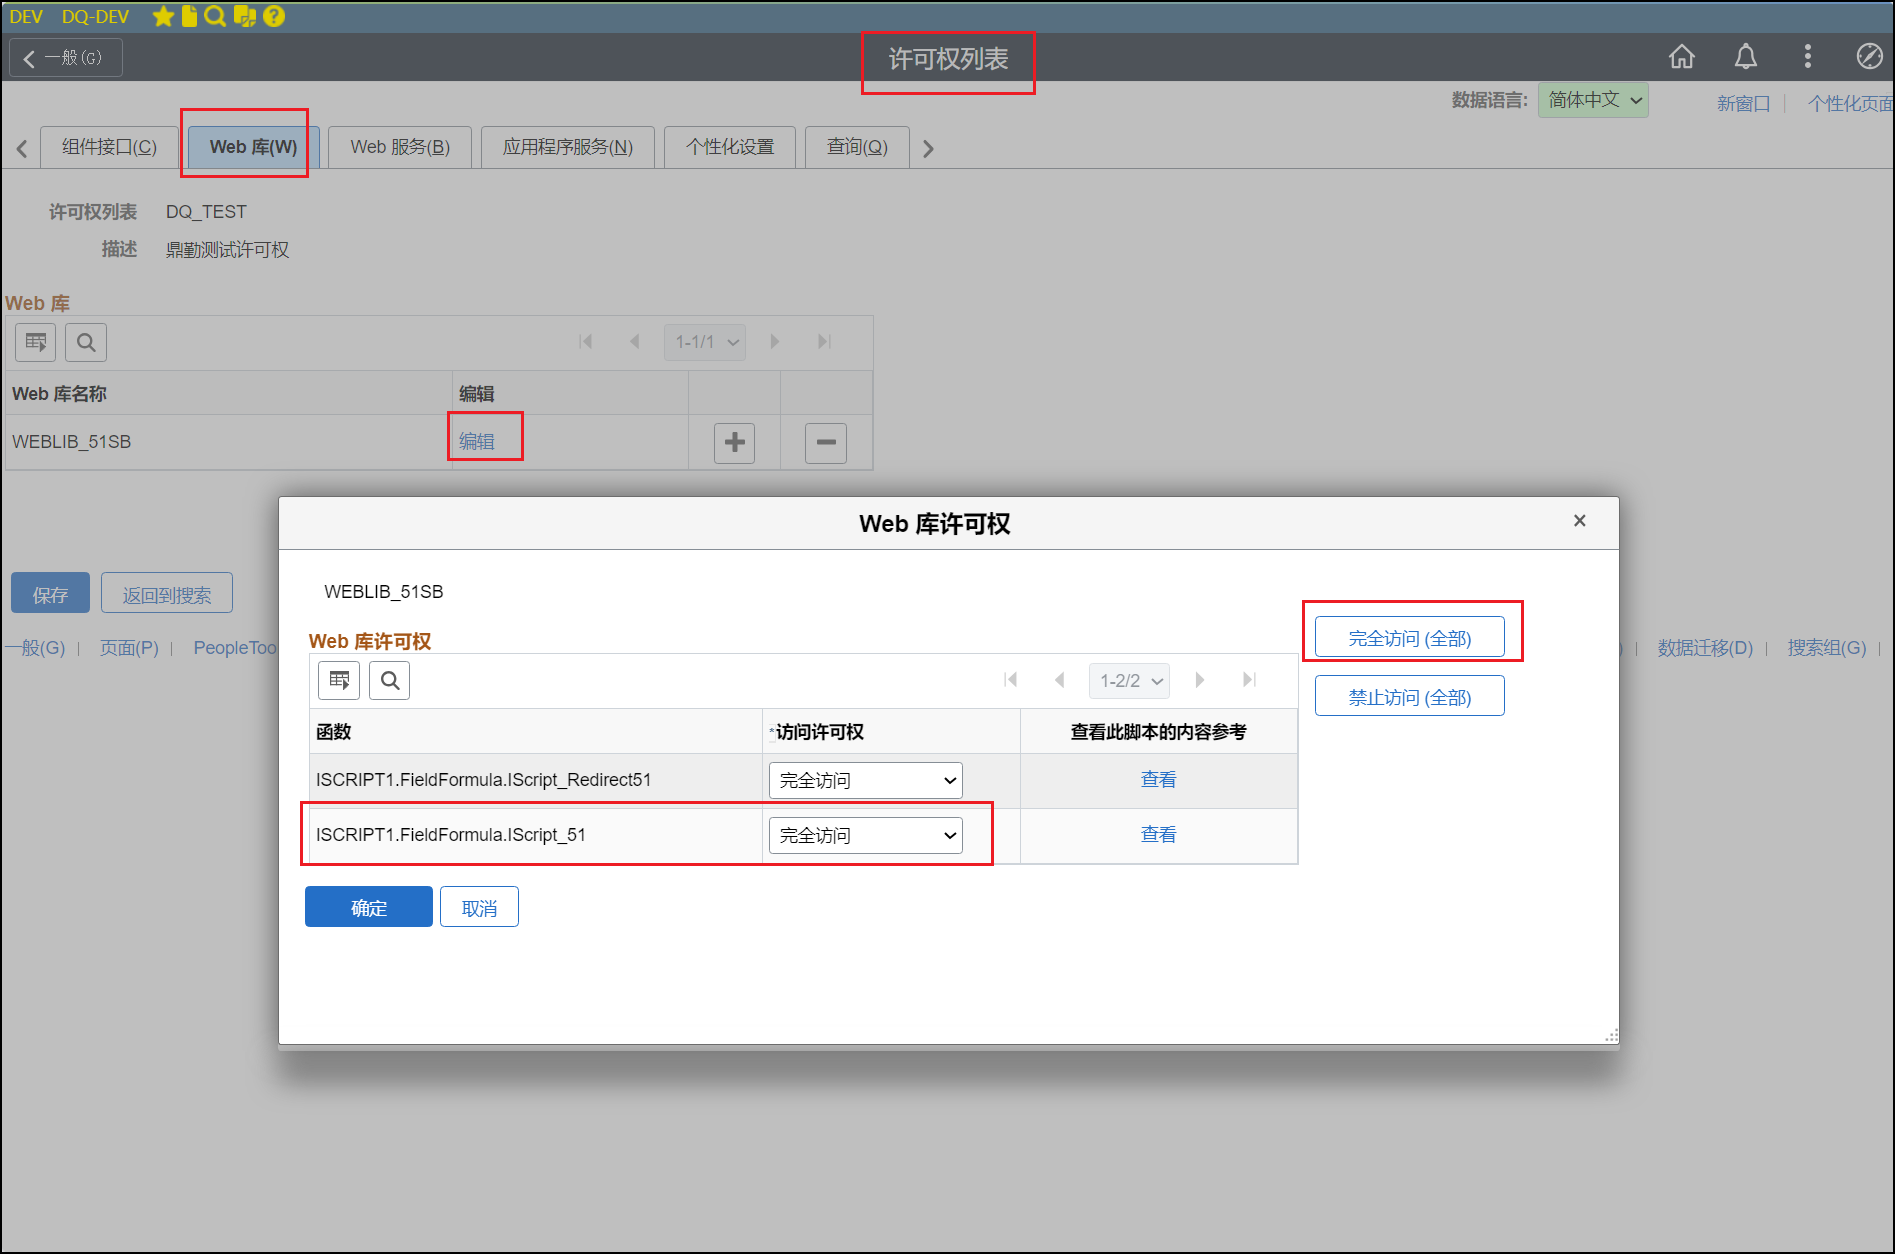 DEV DQ-DEV
一般(G)
许可权列表
数据语言: 简体中文 新窗口 | 个性化页面
组件接口(C) Web 库(W) Web 服务(B) 应用程序服务(N) 个性化设置 查询(Q)
许可权列表 DQ_TEST
描述 鼎勤测试许可权
Web 库
1-1/1
Web 库名称 编辑
WEBLIB_51SB 编辑
保存 返回到搜索
一般(G) | 页面(P) | PeopleToo
) | 数据迁移(D) | 搜索组(G) |
Web 库许可权
×
WEBLIB_51SB
完全访问 (全部)
禁止访问 (全部)
Web 库许可权
1-2/2
函数 *访问许可权 查看此脚本的内容参考
ISCRIPT1.FieldFormula.IScript_Redirect51 完全访问 查看
ISCRIPT1.FieldFormula.IScript_51 完全访问 查看
确定 取消